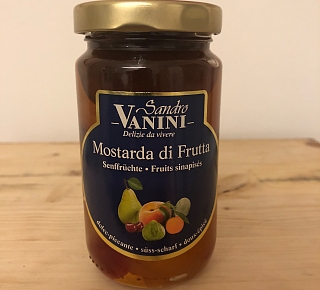 Sandro
VANINI
Delizie da vivere
Mostarda di Frutta
Senffrüchte • Fruits sinapisés
dolce-piccante • süss-scharf • doux-épicé